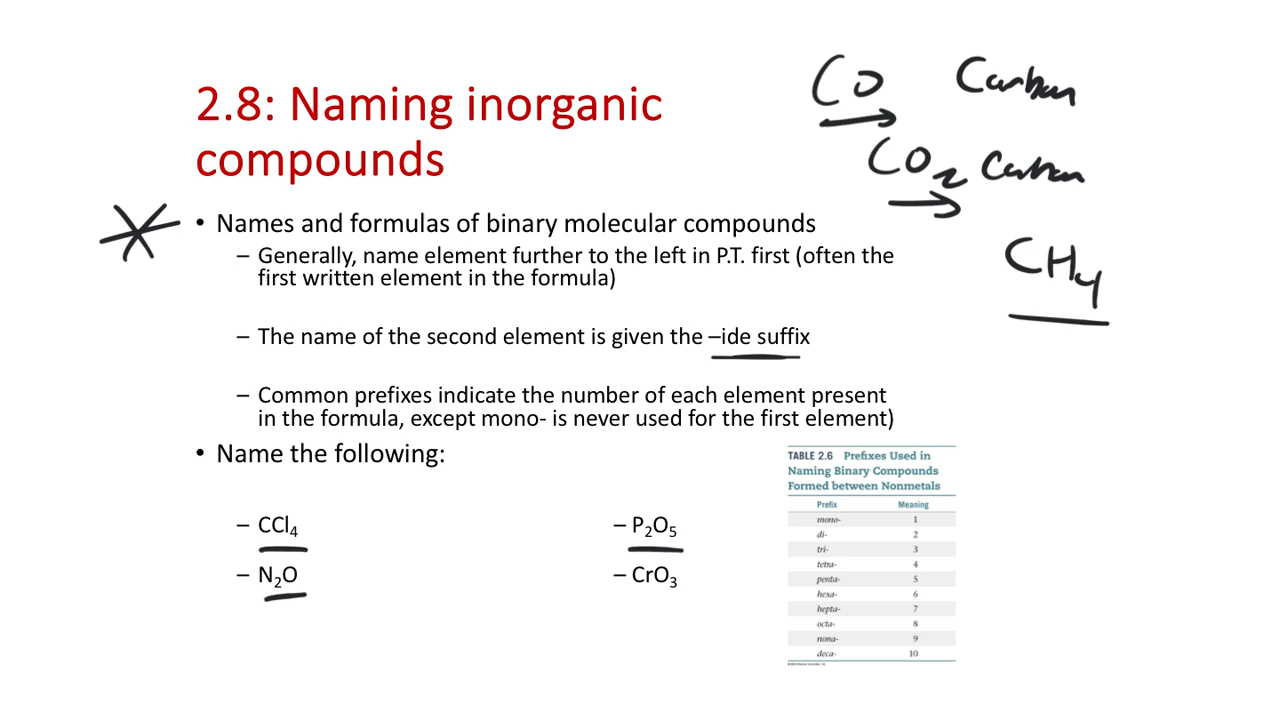 2.8: Naming inorganic
compounds
CO Carbon
CO₂ Carbon
CH₄
• Names and formulas of binary molecular compounds
– Generally, name element further to the left in P.T. first (often the
first written element in the formula)
– The name of the second element is given the –ide suffix
– Common prefixes indicate the number of each element present
in the formula, except mono- is never used for the first element)
• Name the following:
– CCl₄
– P₂O₅
– N₂O
– CrO₃
TABLE 2.6 Prefixes Used in
Naming Binary Compounds
Formed between Nonmetals
Prefix Meaning
mono- 1
di- 2
tri- 3
tetra- 4
penta- 5
hexa- 6
hepta- 7
octa- 8
nona- 9
deca- 10